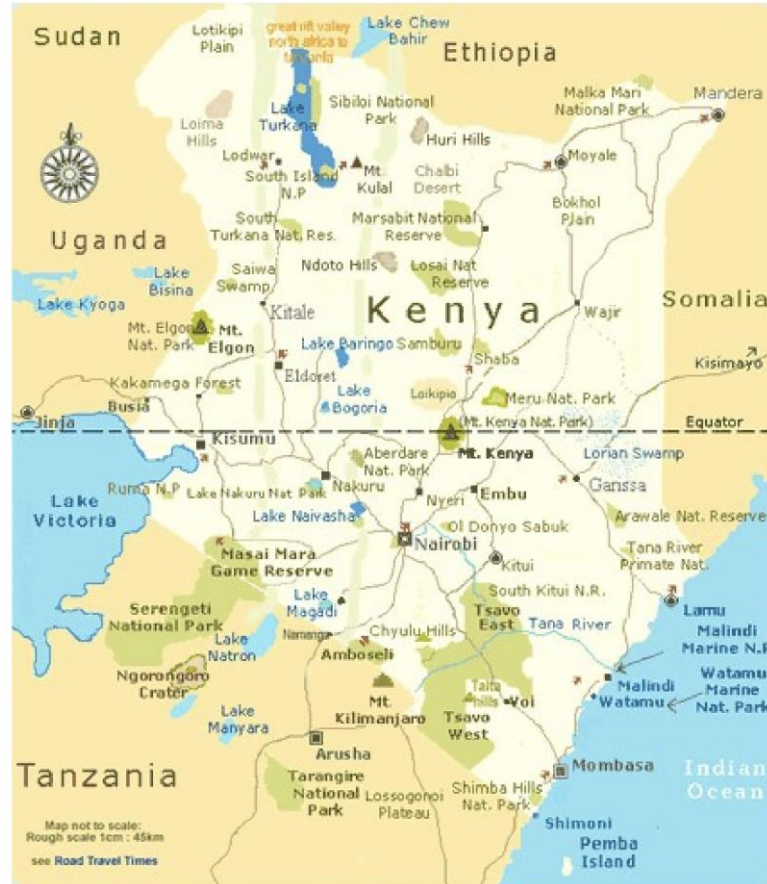 Sudan
Lotikipi
Plain
great rift valley
north africa to
tanzania
Lake Chew
Bahir
Ethiopia
Malka Mari
National Park
Mandera
Loima
Hills
Lake
Turkana
Sibiloi National
Park
Huri Hills
Lodwar
South Island
N.P
Mt.
Kulal
Chalbi
Desert
Moyale
Bokhol
Plain
South
Turkana Nat. Res.
Marsabit National
Reserve
Uganda
Lake
Bisina
Lake Kyoga
Saiwa
Swamp
Ndoto Hills
Losai Nat
Reserve
Kenya
Somalia
Kitale
Wajir
Mt. Elgon
Nat. Park
Mt.
Elgon
Lake Baringo
Samburu
Shaba
Kisimayo
Eldoret
Kakamega Forest
Lake
Bogoria
Laikipia
Meru Nat. Park
Busia
Jinja
(Mt. Kenya Nat. Park)
Equator
Kisumu
Mt. Kenya
Aberdare
Nat. Park
Lorian Swamp
Ruma N.P
Lake Nakuru Nat Park
Nakuru
Nyeri
Embu
Garissa
Lake
Victoria
Lake Naivasha
Ol Donyo Sabuk
Arawale Nat. Reserve
Nairobi
Masai Mara
Game Reserve
Kitui
Tana River
Primate Nat.
Lake
Magadi
South Kitui N.R.
Serengeti
National Park
Tsavo
East
Tana River
Lamu
Lake
Natron
Namanga
Chyulu Hills
Amboseli
Malindi
Marine N.P
Ngorongoro
Crater
Mt.
Kilimanjaro
Taita
hills
Voi
Malindi
Watamu
Watamu
Marine
Nat. Park
Lake
Manyara
Tsavo
West
Arusha
Tanzania
Tarangire
National
Park
Lossogonoi
Plateau
Shimba Hills
Nat. Park
Mombasa
Indian
Ocean
Shimoni
Pemba
Island
Map not to scale:
Rough scale 1cm : 45km
see Road Travel Times